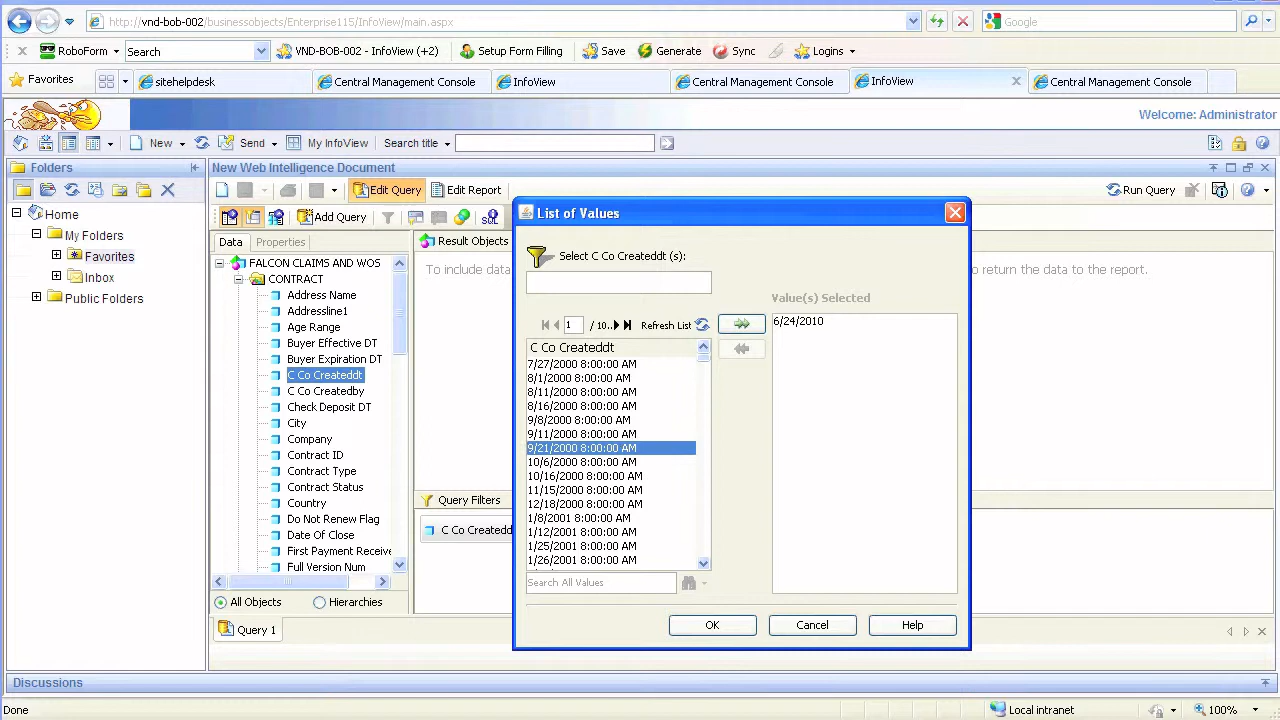 http://vnd-bob-002/businessobjects/Enterprise115/InfoView/main.aspx
Google
RoboForm
Search
VND-BOB-002 - InfoView (+2)
Setup Form Filling
Save
Generate
Sync
Logins
Favorites
sitehelpdesk
Central Management Console
InfoView
Central Management Console
InfoView
Central Management Console
Welcome: Administrator
New
Send
My InfoView
Search title
Folders
New Web Intelligence Document
Edit Query
Edit Report
Run Query
Home
My Folders
Favorites
Inbox
Public Folders
Add Query
SQL
Data
Properties
FALCON CLAIMS AND WOS
CONTRACT
Address Name
Addressline1
Age Range
Buyer Effective DT
Buyer Expiration DT
C Co Createddt
C Co Createdby
Check Deposit DT
City
Company
Contract ID
Contract Type
Contract Status
Country
Do Not Renew Flag
Date Of Close
First Payment Receive
Full Version Num
All Objects
Hierarchies
Query 1
Result Objects
To include data
to return the data to the report.
Query Filters
C Co Createdd
List of Values
Select C Co Createddt (s):
1
/ 10..
Refresh List
C Co Createddt
7/27/2000 8:00:00 AM
8/1/2000 8:00:00 AM
8/11/2000 8:00:00 AM
8/16/2000 8:00:00 AM
9/8/2000 8:00:00 AM
9/11/2000 8:00:00 AM
9/21/2000 8:00:00 AM
10/6/2000 8:00:00 AM
10/16/2000 8:00:00 AM
11/15/2000 8:00:00 AM
12/18/2000 8:00:00 AM
1/8/2001 8:00:00 AM
1/12/2001 8:00:00 AM
1/25/2001 8:00:00 AM
1/26/2001 8:00:00 AM
Search All Values
Value(s) Selected
6/24/2010
OK
Cancel
Help
Discussions
Done
Local intranet
100%